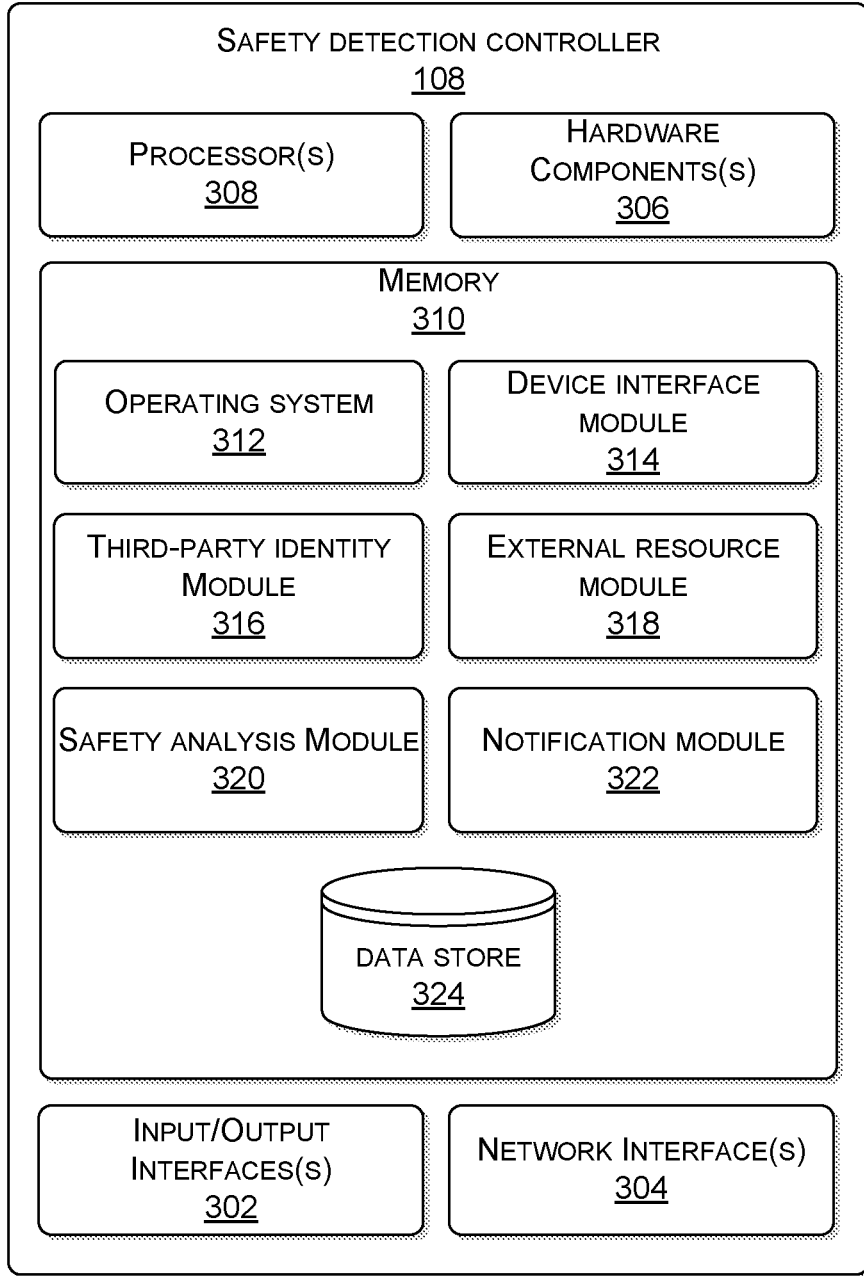 SAFETY DETECTION CONTROLLER
108
PROCESSOR(S)
308
HARDWARE
COMPONENTS(S)
306
MEMORY
310
OPERATING SYSTEM
312
DEVICE INTERFACE
MODULE
314
THIRD-PARTY IDENTITY
MODULE
316
EXTERNAL RESOURCE
MODULE
318
SAFETY ANALYSIS MODULE
320
NOTIFICATION MODULE
322
DATA STORE
324
INPUT/OUTPUT
INTERFACES(S)
302
NETWORK INTERFACE(S)
304